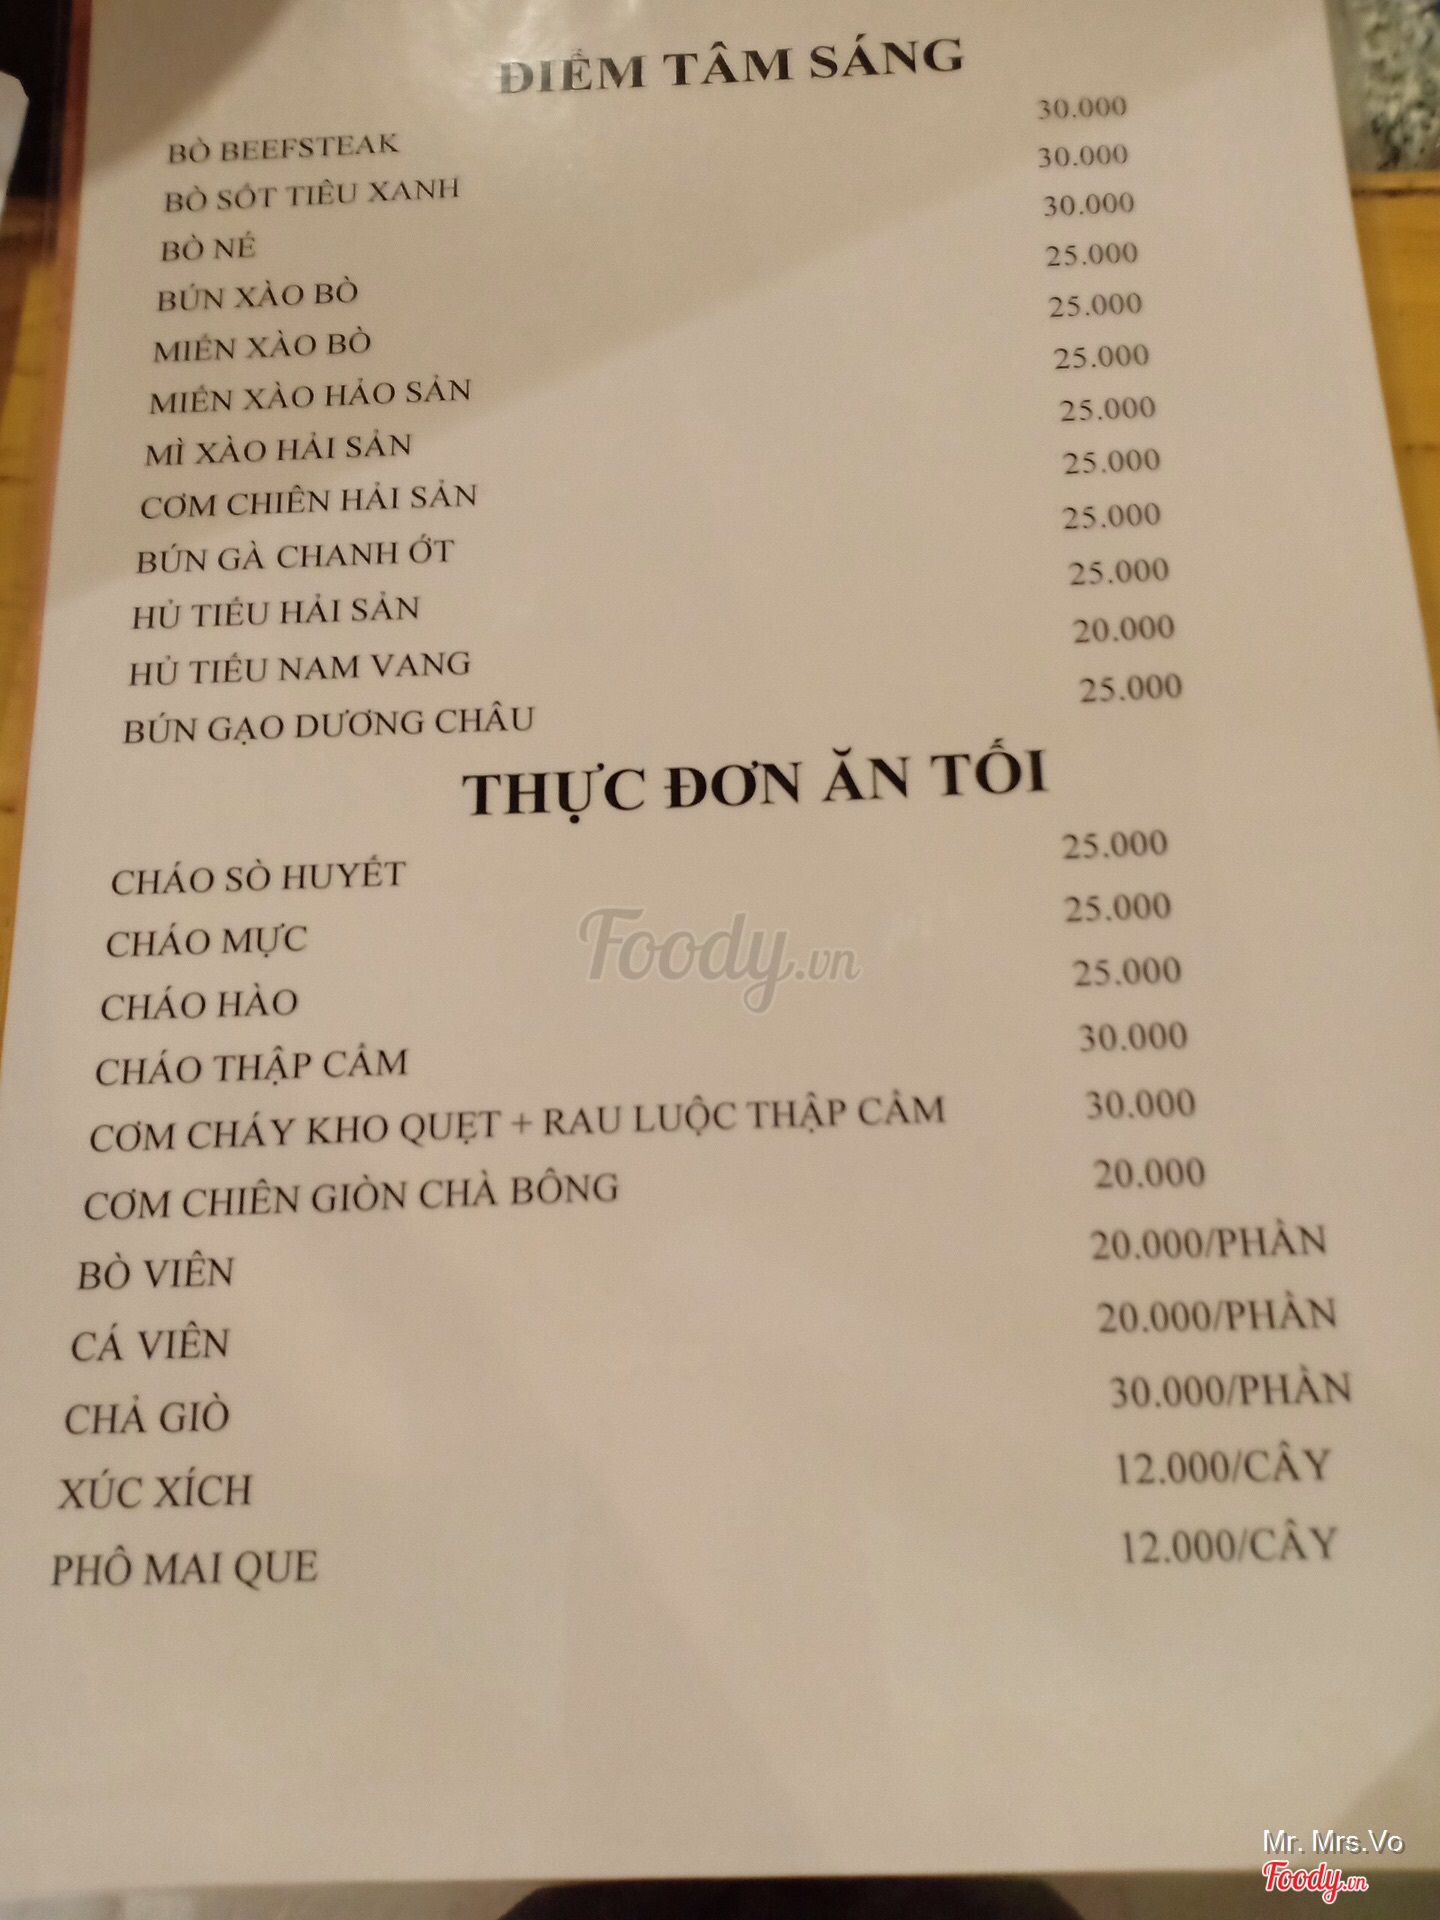 ĐIỂM TÂM SÁNG
BÒ BEEFSTEAK 30.000
BÒ SỐT TIÊU XANH 30.000
BÒ NÉ 30.000
BÚN XÀO BÒ 25.000
MIẾN XÀO BÒ 25.000
MIẾN XÀO HẢO SẢN 25.000
MÌ XÀO HẢI SẢN 25.000
CƠM CHIÊN HẢI SẢN 25.000
BÚN GÀ CHANH ỚT 25.000
HỦ TIẾU HẢI SẢN 25.000
HỦ TIẾU NAM VANG 20.000
BÚN GẠO DƯƠNG CHÂU 25.000
THỰC ĐƠN ĂN TỐI
CHÁO SÒ HUYẾT 25.000
CHÁO MỰC 25.000
CHÁO HÀO 25.000
CHÁO THẬP CẨM 30.000
CƠM CHÁY KHO QUẸT + RAU LUỘC THẬP CẨM 30.000
CƠM CHIÊN GIÒN CHÀ BÔNG 20.000
BÒ VIÊN 20.000/PHẦN
CÁ VIÊN 20.000/PHẦN
CHẢ GIÒ 30.000/PHẦN
XÚC XÍCH 12.000/CÂY
PHÔ MAI QUE 12.000/CÂY
Foody.vn
Mr. Mrs.Vo
Foody.vn